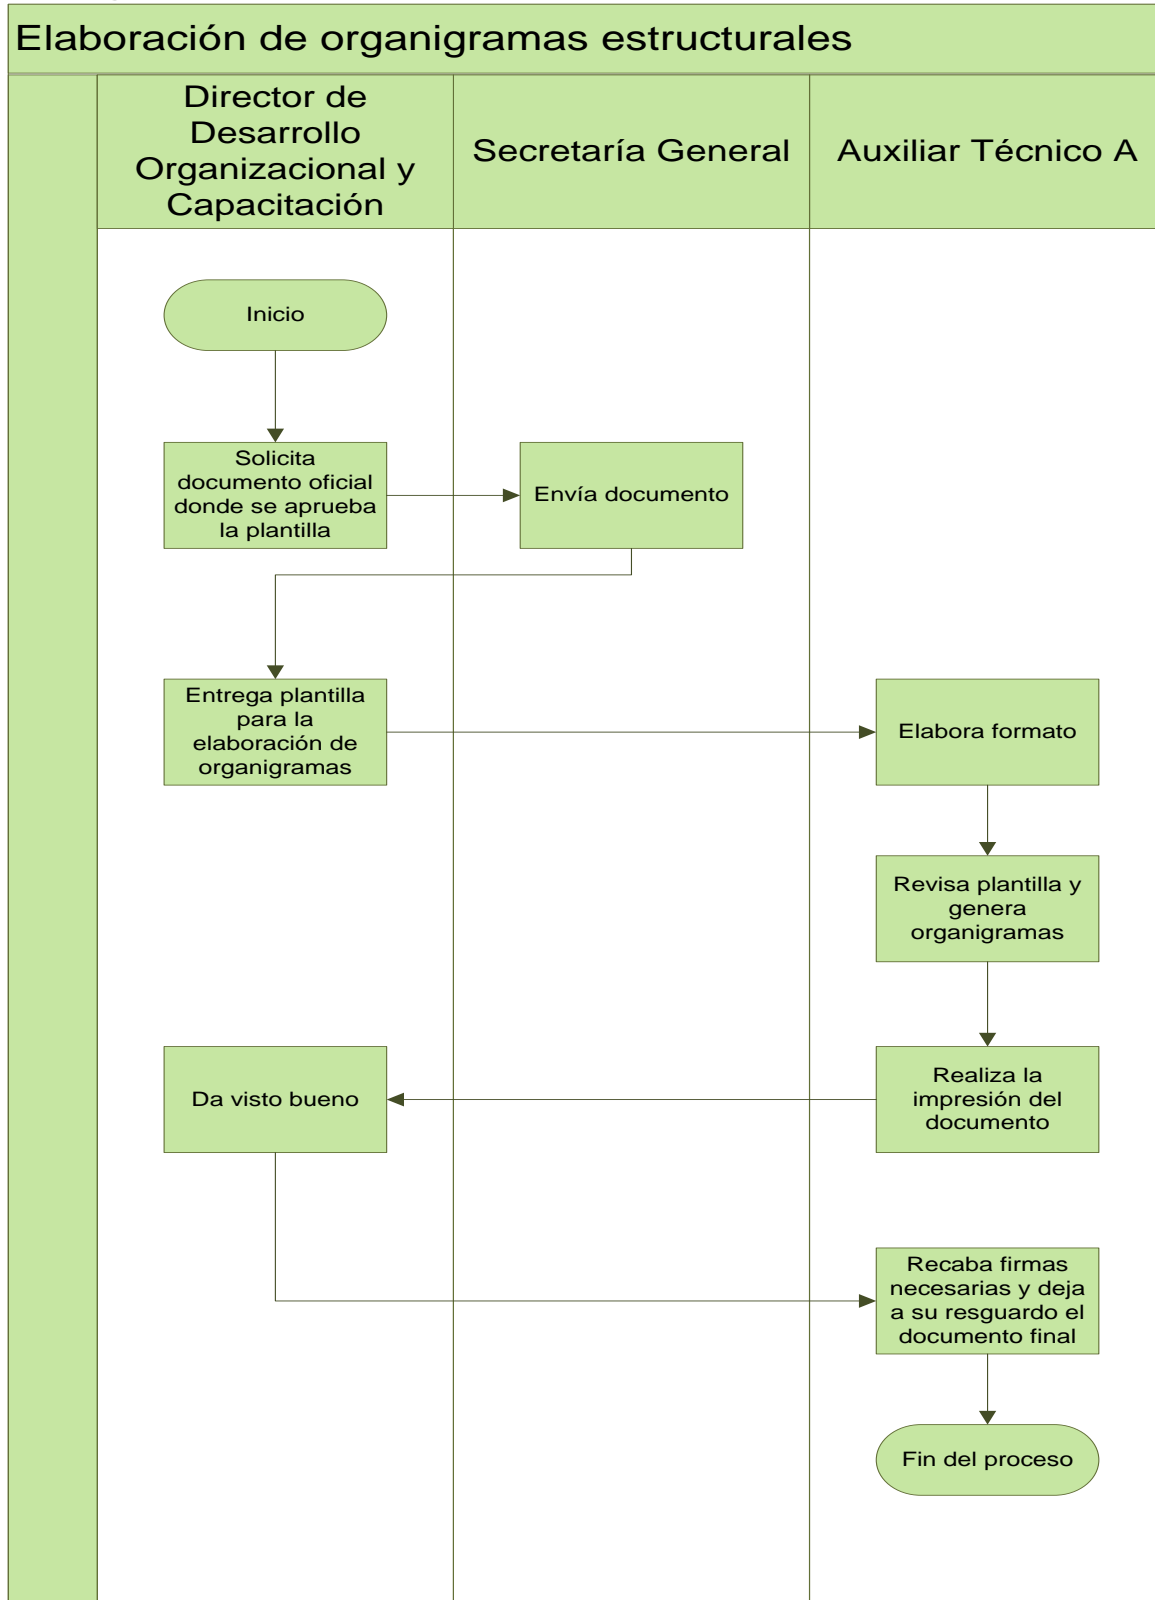 Elaboración de organigramas estructurales
Director de
Desarrollo
Organizacional y
Capacitación
Secretaría General
Auxiliar Técnico A
Inicio
Solicita
documento oficial
donde se aprueba
la plantilla
Envía documento
Entrega plantilla
para la
elaboración de
organigramas
Elabora formato
Revisa plantilla y
genera
organigramas
Realiza la
impresión del
documento
Da visto bueno
Recaba firmas
necesarias y deja
a su resguardo el
documento final
Fin del proceso